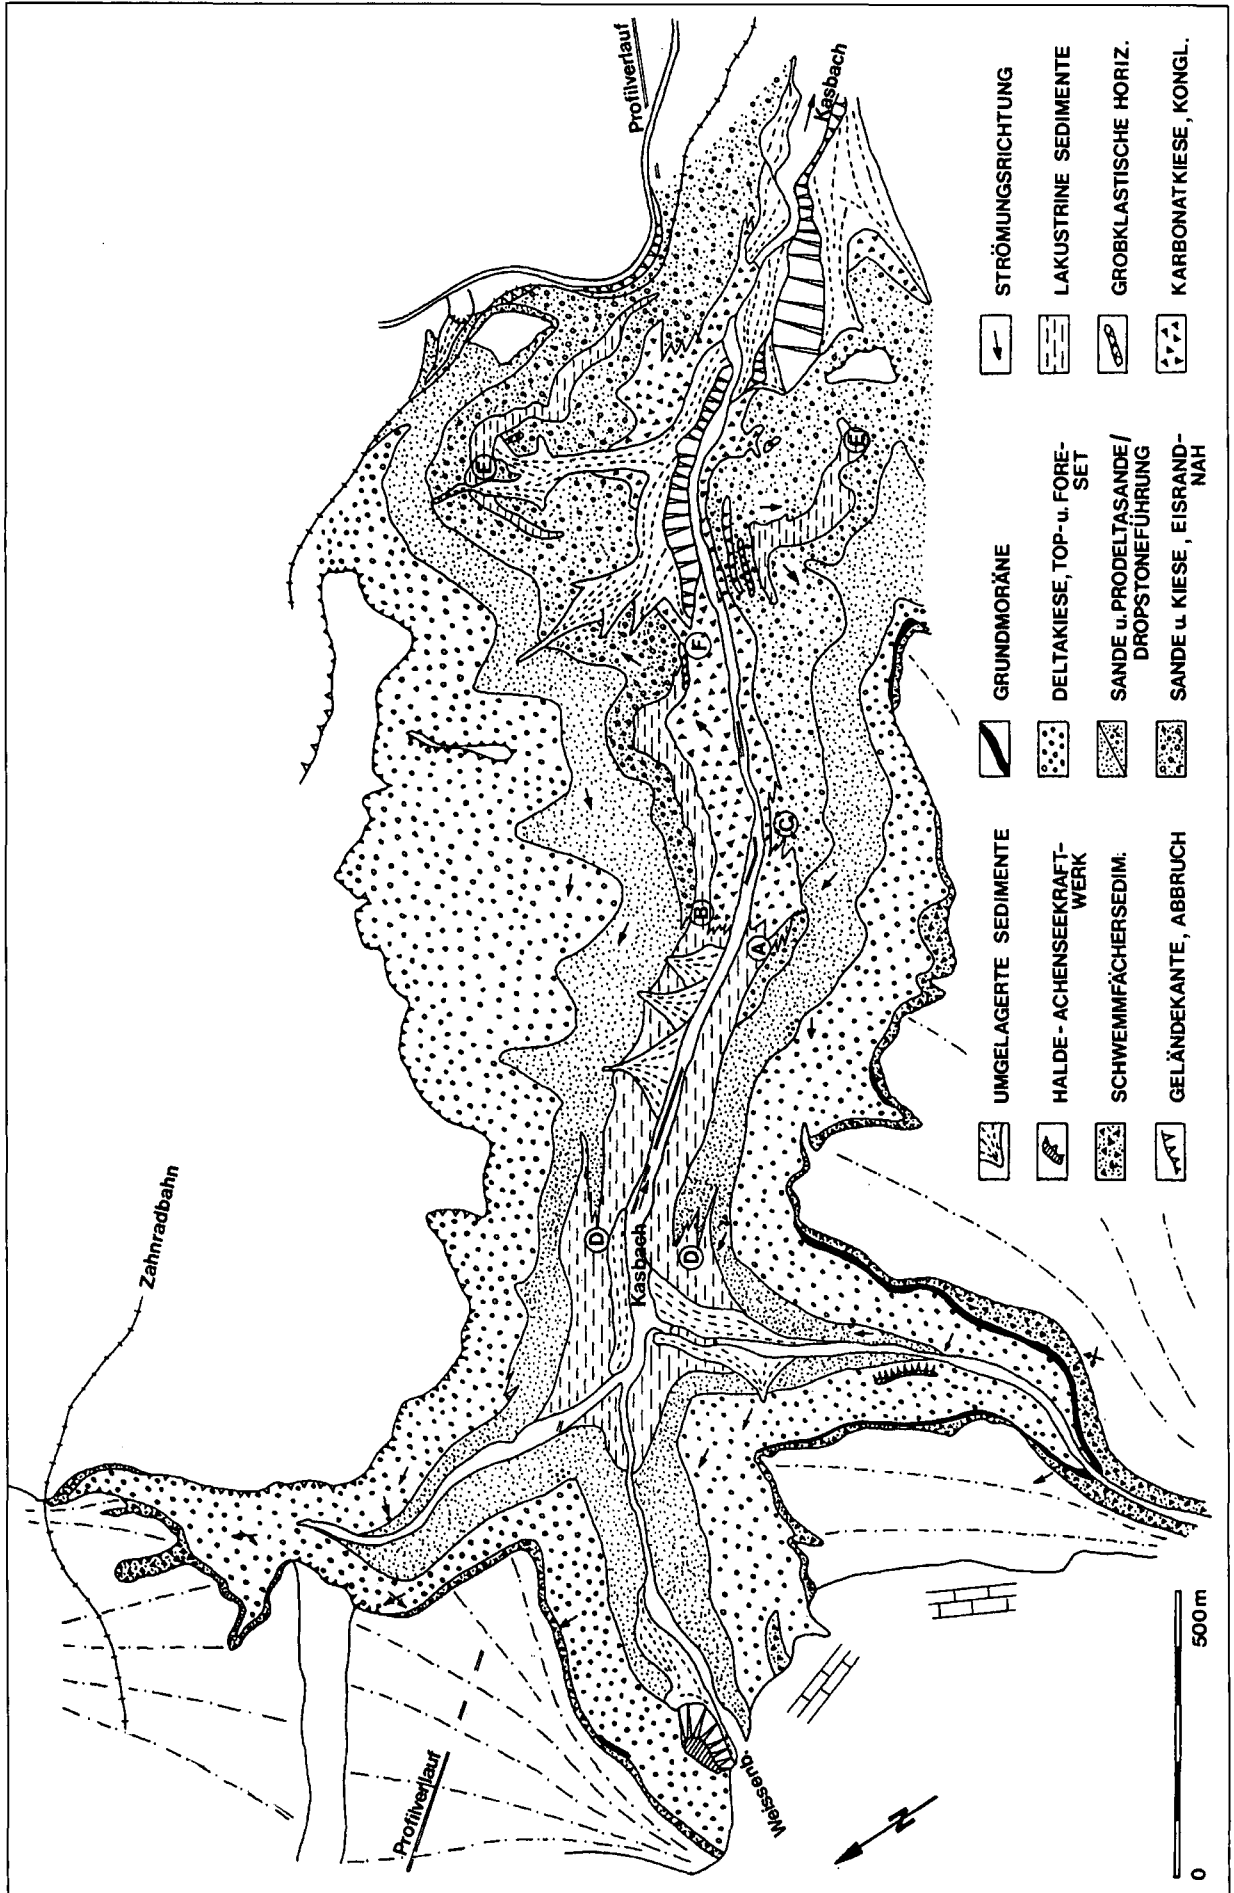 Zahnradbahn
Profilverlauf
Kasbach
Profilverlauf
Weissenb.
Kasbach
A
B
C
D
D
E
E
F
N
0
500m
UMGELAGERTE SEDIMENTE
HALDE-ACHENSEEKRAFT-
WERK
SCHWEMMFÄCHERSEDIM.
GELÄNDEKANTE, ABBRUCH
GRUNDMORÄNE
DELTAKIESE, TOP-u. FORE-
SET
SANDE u. PRODELTASANDE/
DROPSTONEFÜHRUNG
SANDE u. KIESE, EISRAND-
NAH
STRÖMUNGSRICHTUNG
LAKUSTRINE SEDIMENTE
GROBKLASTISCHE HORIZ.
KARBONATKIESE, KONGL.